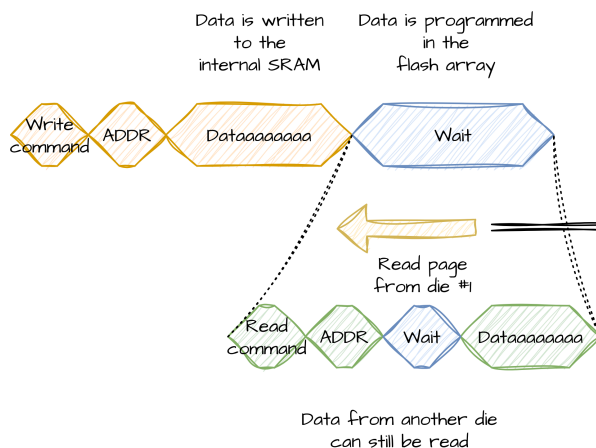 Data is written
to the
internal SRAM
Data is programmed
in the
flash array
Write
command
ADDR
Dataaaaaaaa
Wait
Read page
from die #1
Read
command
ADDR
Wait
Dataaaaaaaa
Data from another die
can still be read